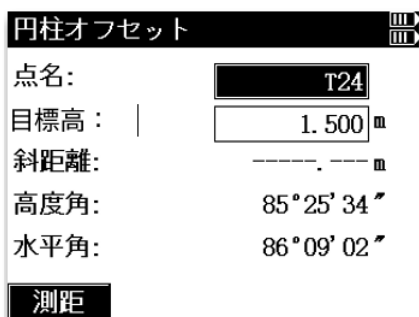 円柱オフセット
点名: T24
目標高： 1.500 m
斜距離: -----.--- m
高度角: 85°25'34"
水平角: 86°09'02"
測距